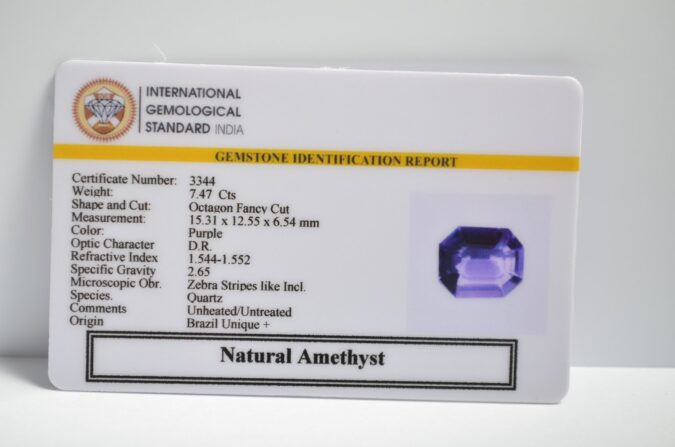 INTERNATIONAL
GEMOLOGICAL
STANDARD INDIA
GEMSTONE IDENTIFICATION REPORT
Certificate Number: 3344
Weight: 7.47 Cts
Shape and Cut: Octagon Fancy Cut
Measurement: 15.31 x 12.55 x 6.54 mm
Color: Purple
Optic Character D.R.
Refractive Index 1.544-1.552
Specific Gravity 2.65
Microscopic Obr. Zebra Stripes like Incl.
Species. Quartz
Comments Unheated/Untreated
Origin Brazil Unique +
Natural Amethyst